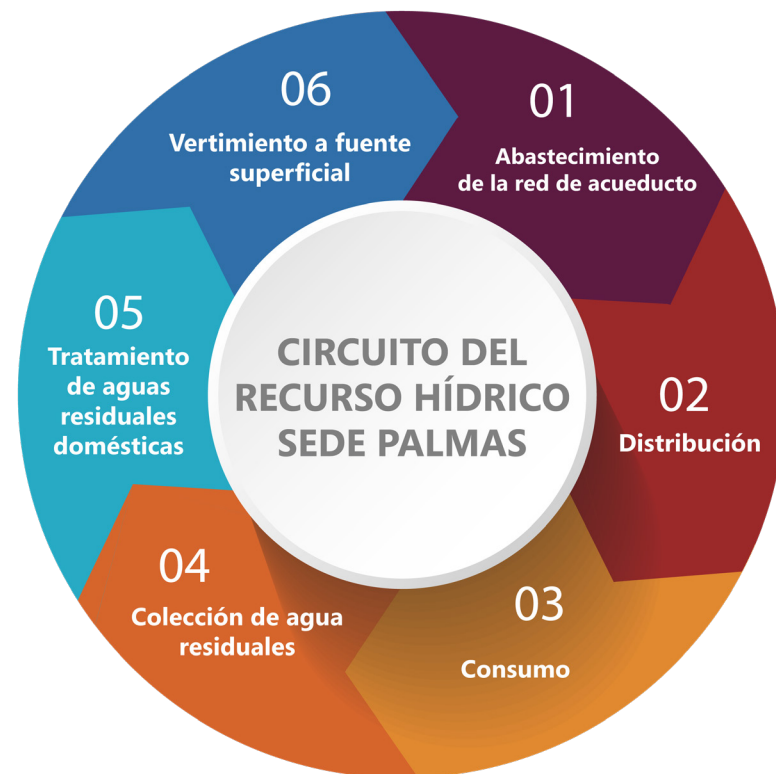 CIRCUITO DEL
RECURSO HÍDRICO
SEDE PALMAS
01
Abastecimiento
de la red de acueducto
02
Distribución
03
Consumo
04
Colección de agua
residuales
05
Tratamiento
de aguas
residuales
domésticas
06
Vertimiento a fuente
superficial